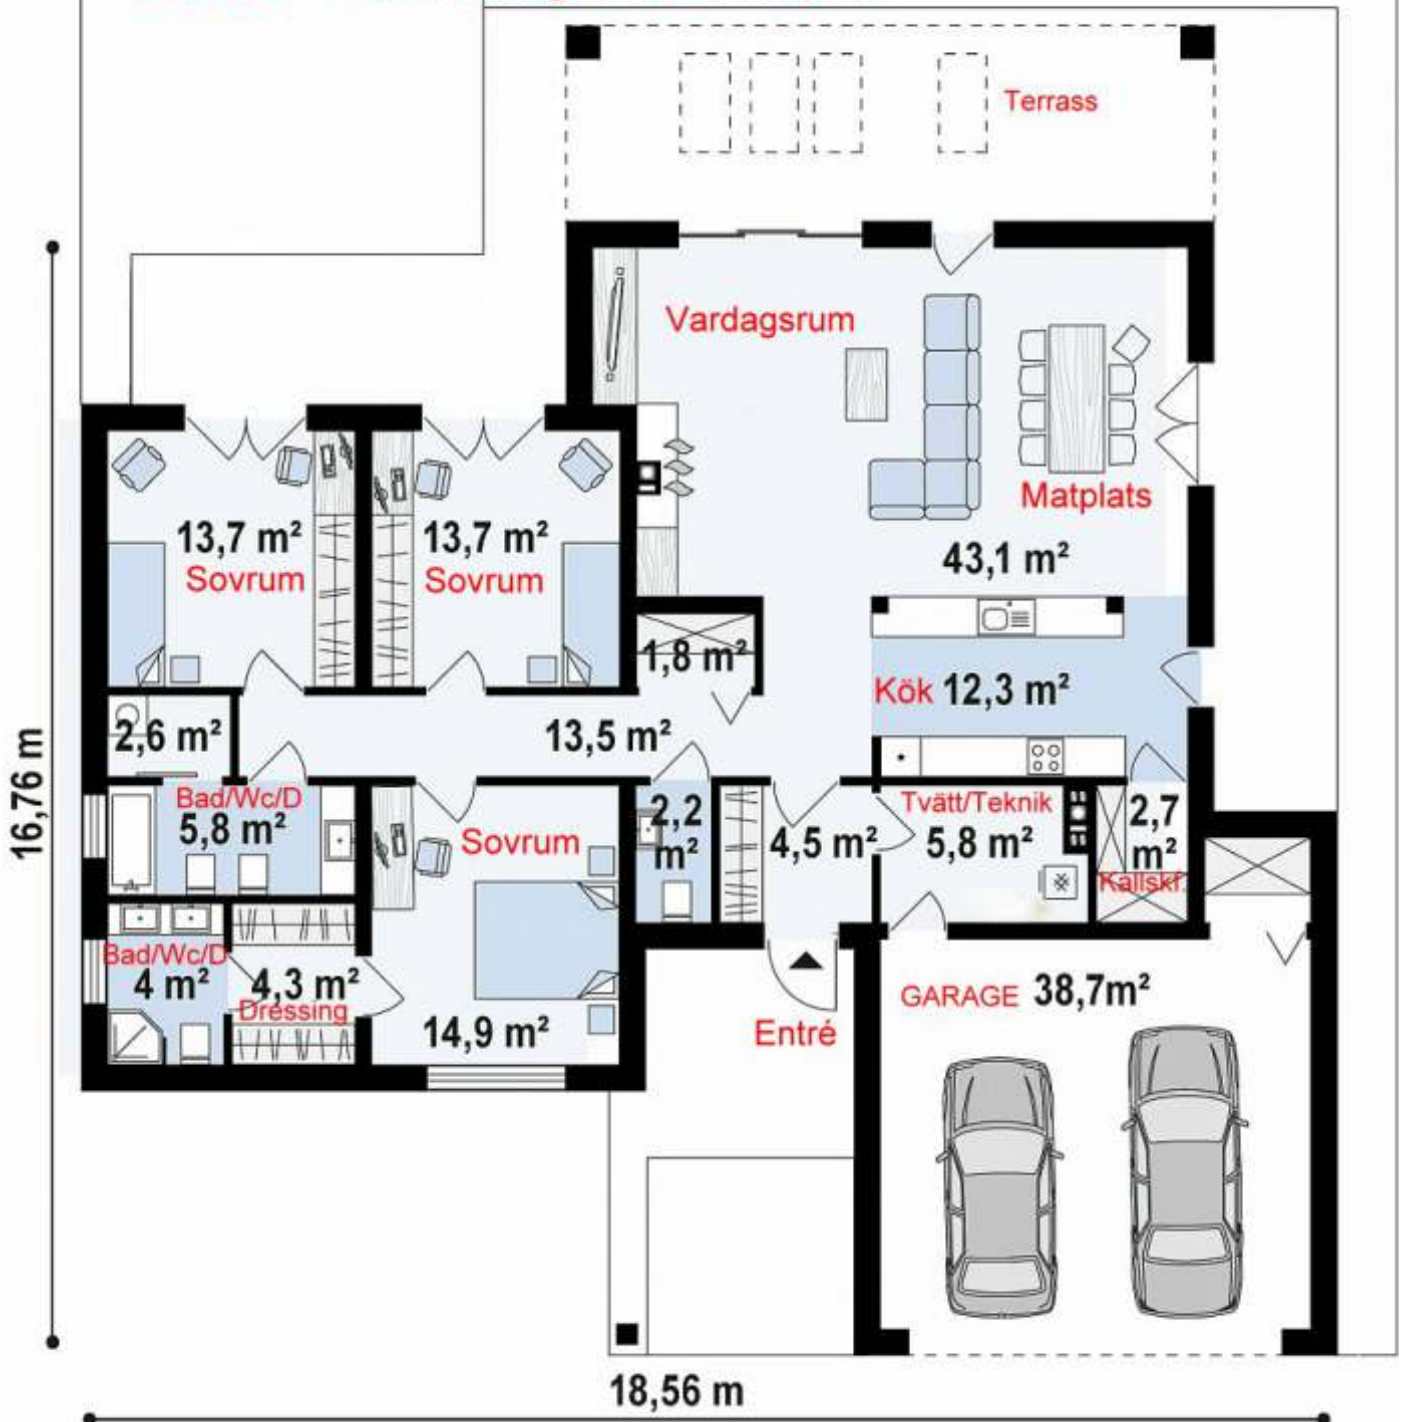 Terrass
Vardagsrum
Matplats
43,1 m²
13,7 m²
Sovrum
13,7 m²
Sovrum
1,8 m²
Kök 12,3 m²
2,6 m²
13,5 m²
16,76 m
Bad/Wc/D
5,8 m²
Sovrum
2,2
m²
4,5 m²
Tvätt/Teknik
5,8 m²
2,7
m²
Kallskf.
Bad/Wc/D
4 m²
4,3 m²
Dressing
14,9 m²
Entré
GARAGE 38,7m²
18,56 m